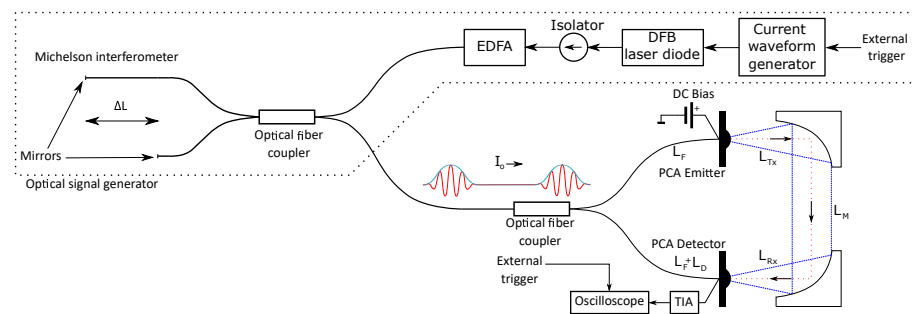 Michelson interferometer
ΔL
Mirrors
Optical signal generator
Optical fiber
coupler
EDFA
Isolator
DFB
laser diode
Current
waveform
generator
External
trigger
I₀
Optical fiber
coupler
DC Bias
+
L_F
PCA Emitter
L_Tx
L_M
PCA Detector
L_F+L_D
L_Rx
External
trigger
Oscilloscope
TIA